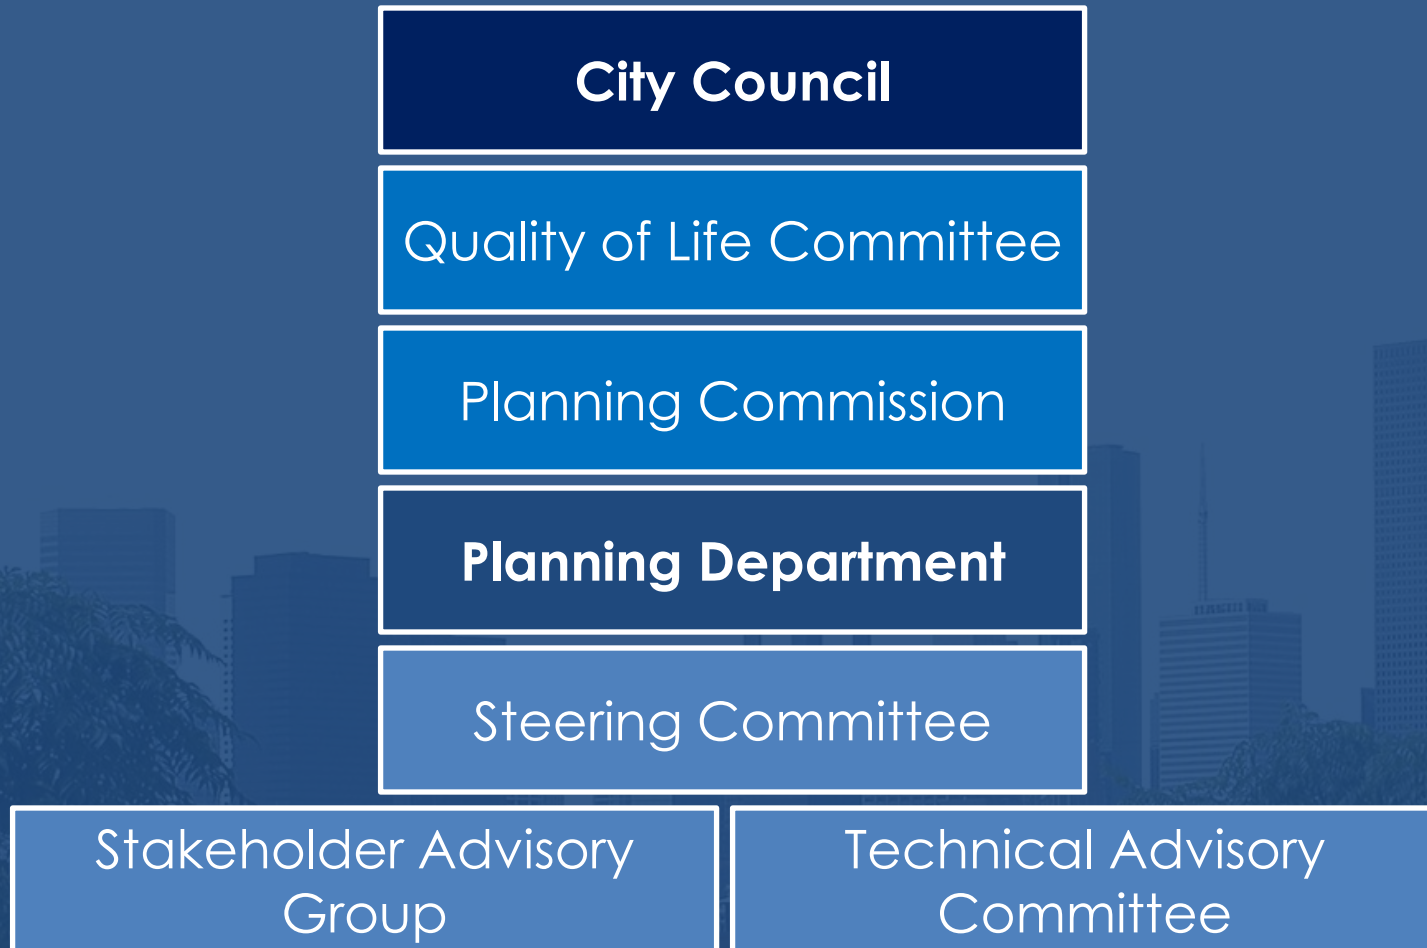 City Council
Quality of Life Committee
Planning Commission
Planning Department
Steering Committee
Stakeholder Advisory
Group
Technical Advisory
Committee